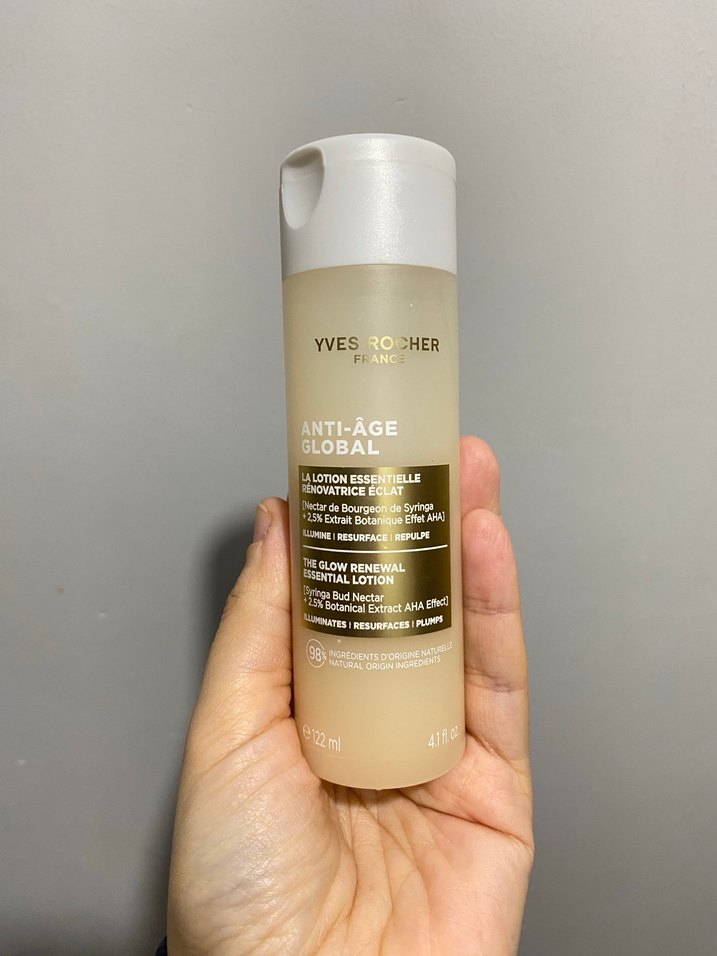 YVES ROCHER
FRANCE
ANTI-ÂGE
GLOBAL
LA LOTION ESSENTIELLE
RÉNOVATRICE ÉCLAT
[Nectar de Bourgeon de Syringa
+ 2,5% Extrait Botanique Effet AHA]
ILLUMINE | RESURFACE | REPULPE
THE GLOW RENEWAL
ESSENTIAL LOTION
[Syringa Bud Nectar
+ 2.5% Botanical Extract AHA Effect]
ILLUMINATES | RESURFACES | PLUMPS
98% INGRÉDIENTS D'ORIGINE NATURELLE
NATURAL ORIGIN INGREDIENTS
℮ 122 ml 4.1 fl. oz.